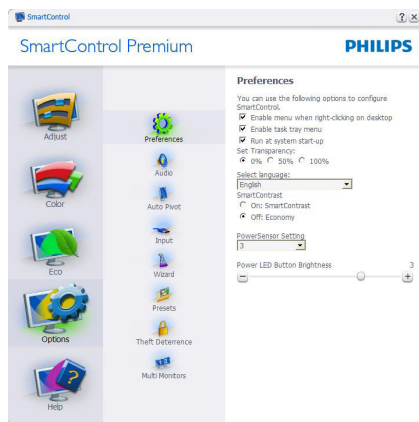 SmartControl
SmartControl Premium
PHILIPS
Adjust
Color
Eco
Options
Help
Preferences
Audio
Auto Pivot
Input
Wizard
Presets
Theft Deterrence
Multi Monitors
Preferences
You can use the following options to configure
SmartControl.
Enable menu when right-clicking on desktop
Enable task tray menu
Run at system start-up
Set Transparency:
0% 50% 100%
Select language:
English
SmartContrast
On: SmartContrast
Off: Economy
PowerSensor Setting
3
Power LED Button Brightness 3